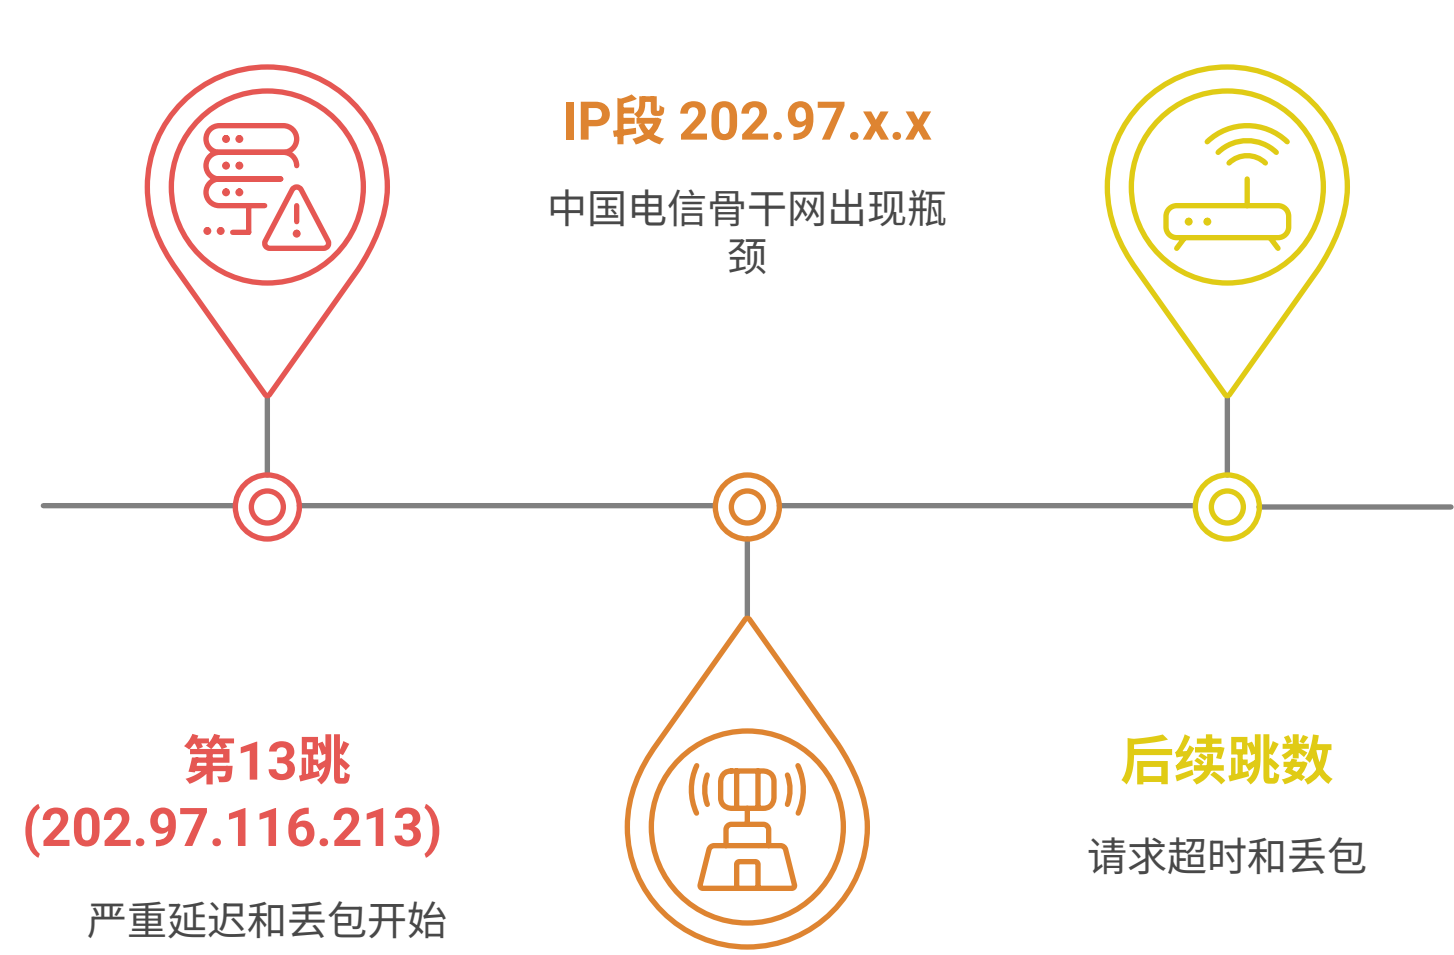 IP段 202.97.x.x
中国电信骨干网出现瓶
颈
第13跳
(202.97.116.213)
严重延迟和丢包开始
后续跳数
请求超时和丢包